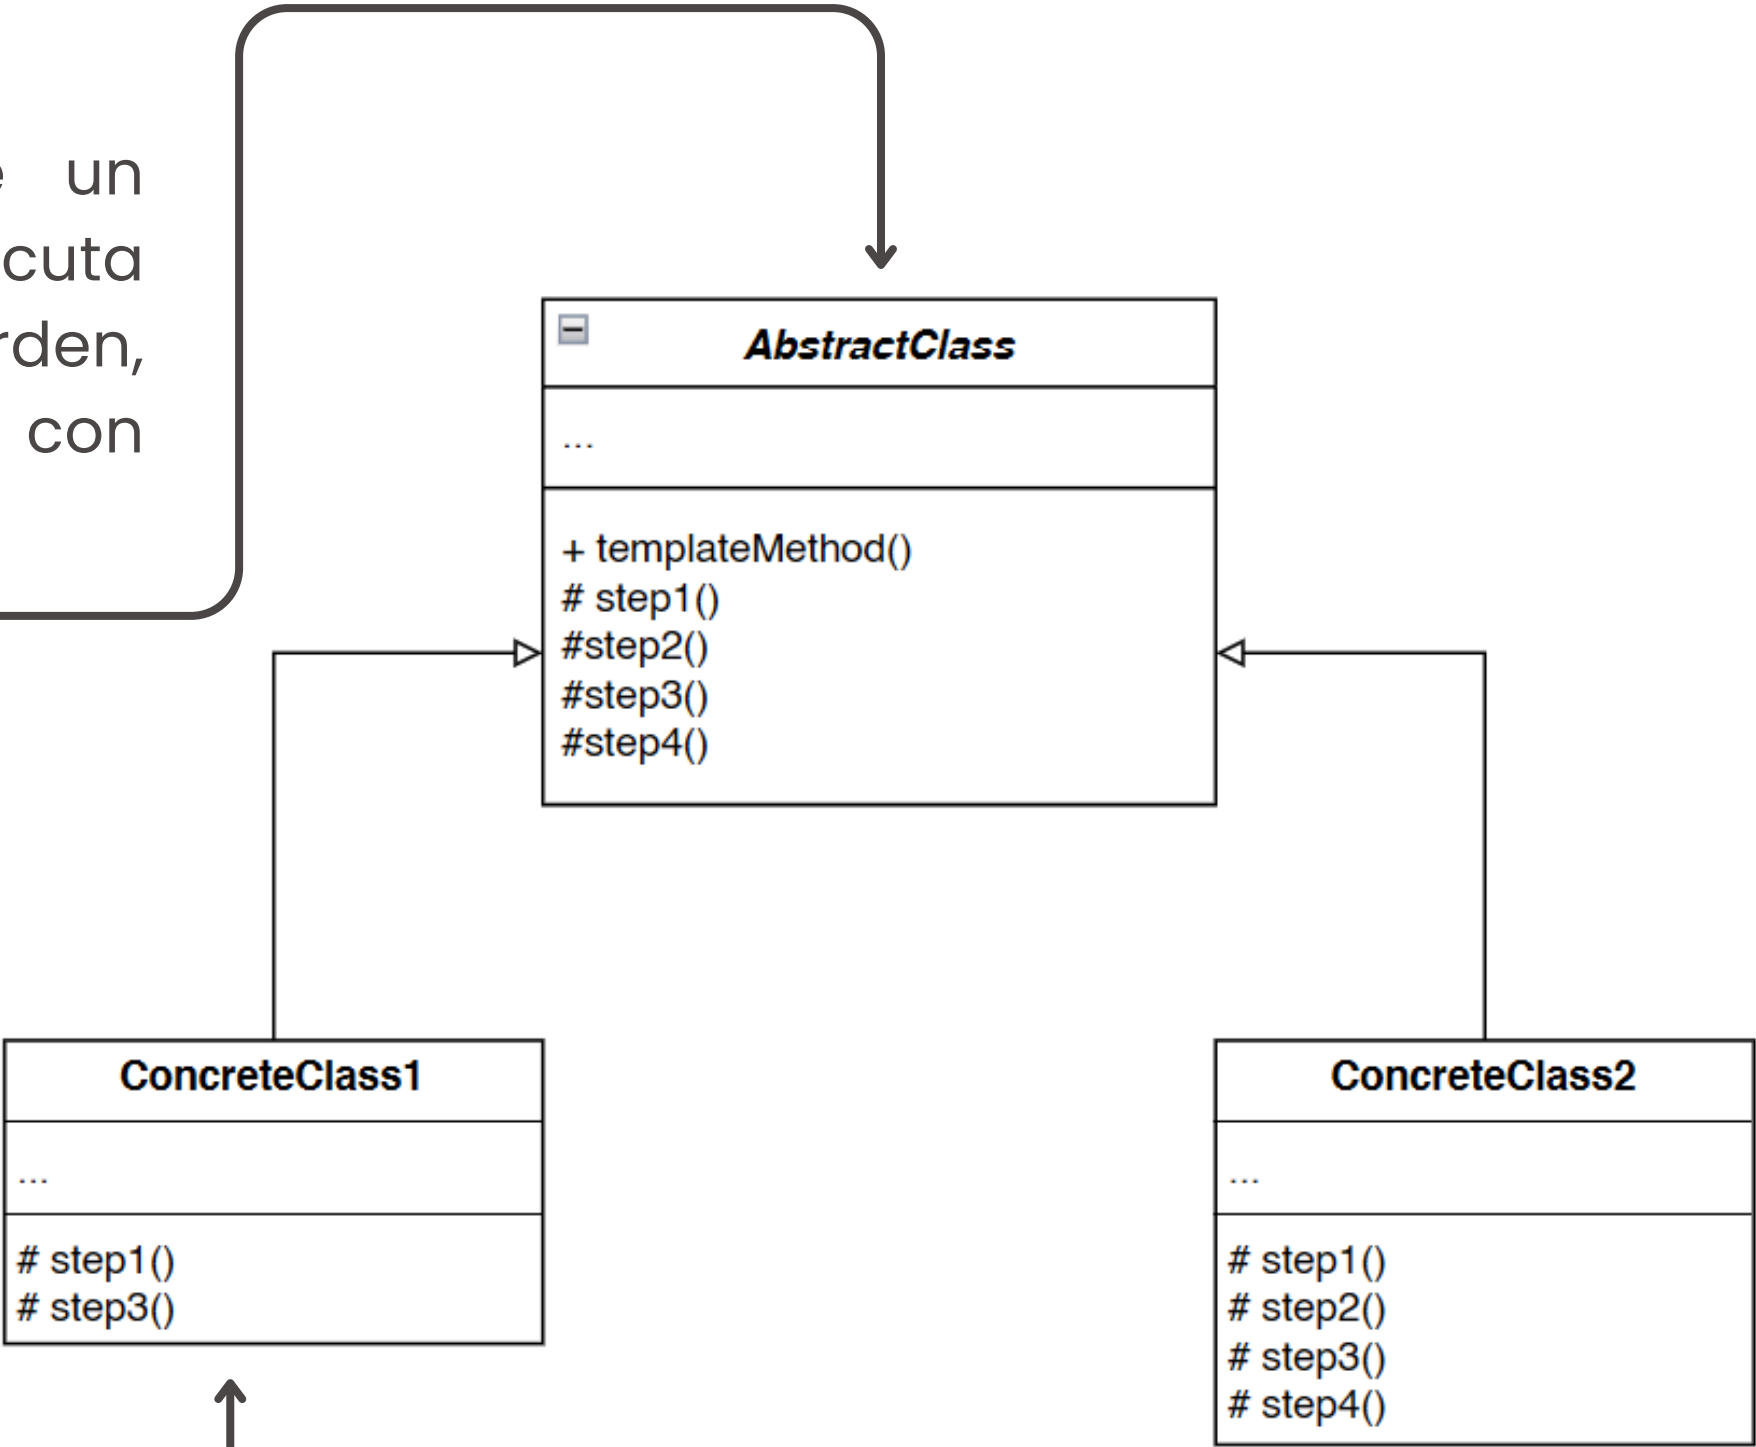 un
cuta
rden,
con
AbstractClass
...
+ templateMethod()
# step1()
#step2()
#step3()
#step4()
ConcreteClass1
...
# step1()
# step3()
ConcreteClass2
...
# step1()
# step2()
# step3()
# step4()